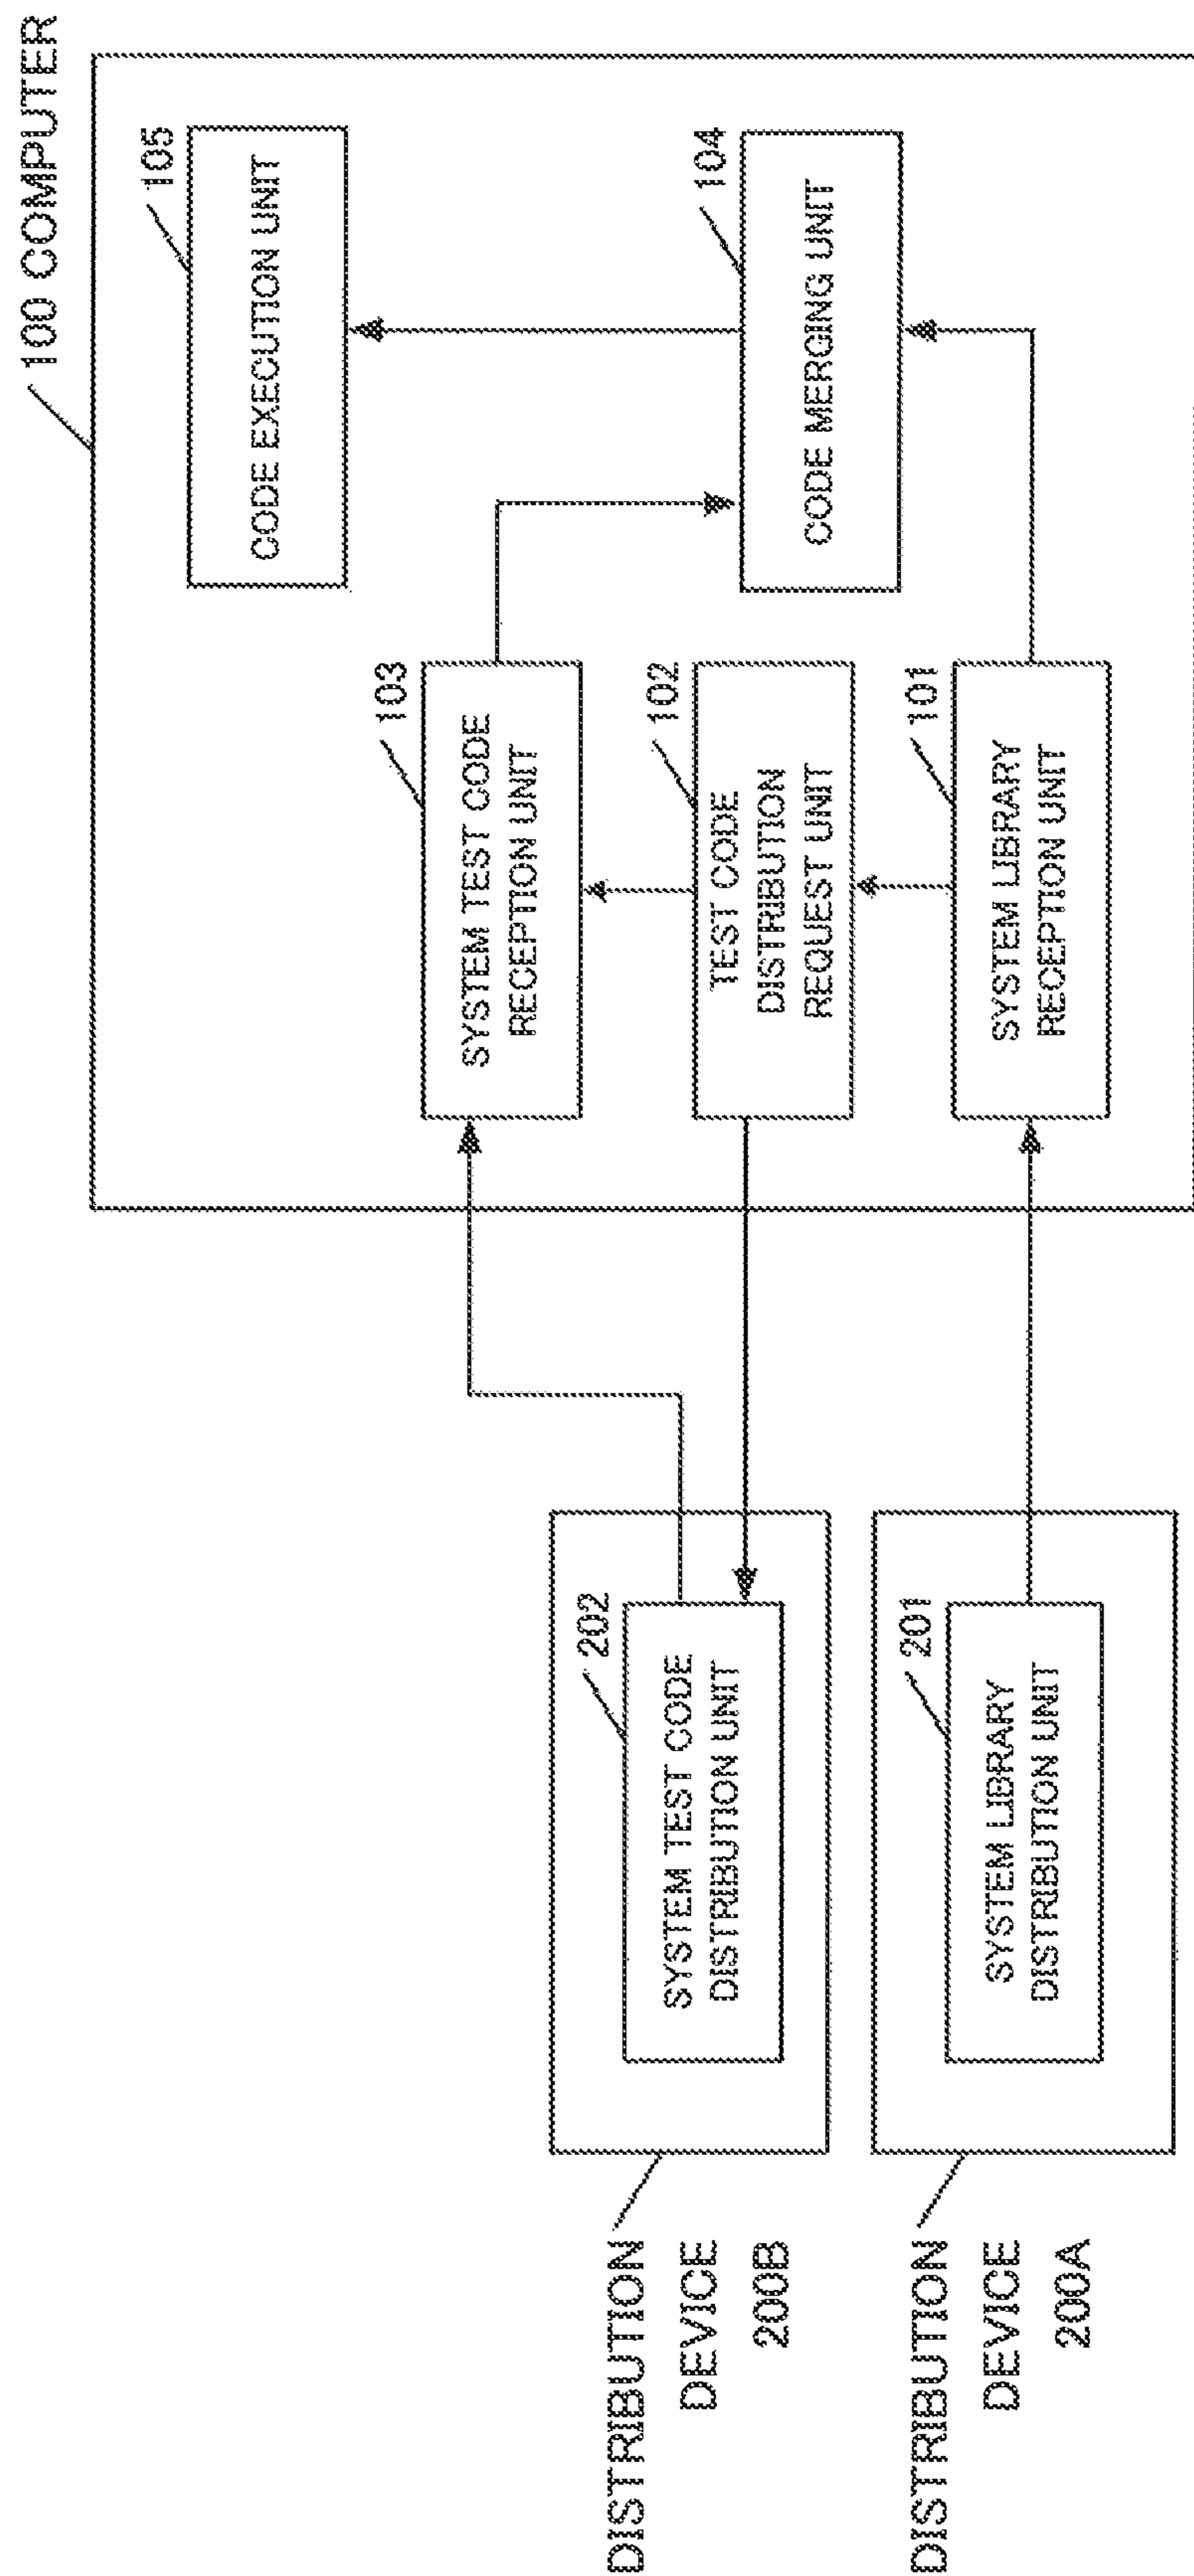 100 COMPUTER
105
CODE EXECUTION UNIT
103
SYSTEM TEST CODE
RECEPTION UNIT
104
CODE MERGING UNIT
102
TEST CODE
DISTRIBUTION
REQUEST UNIT
101
SYSTEM LIBRARY
RECEPTION UNIT
202
SYSTEM TEST CODE
DISTRIBUTION UNIT
201
SYSTEM LIBRARY
DISTRIBUTION UNIT
DISTRIBUTION
DEVICE
200B
DISTRIBUTION
DEVICE
200A